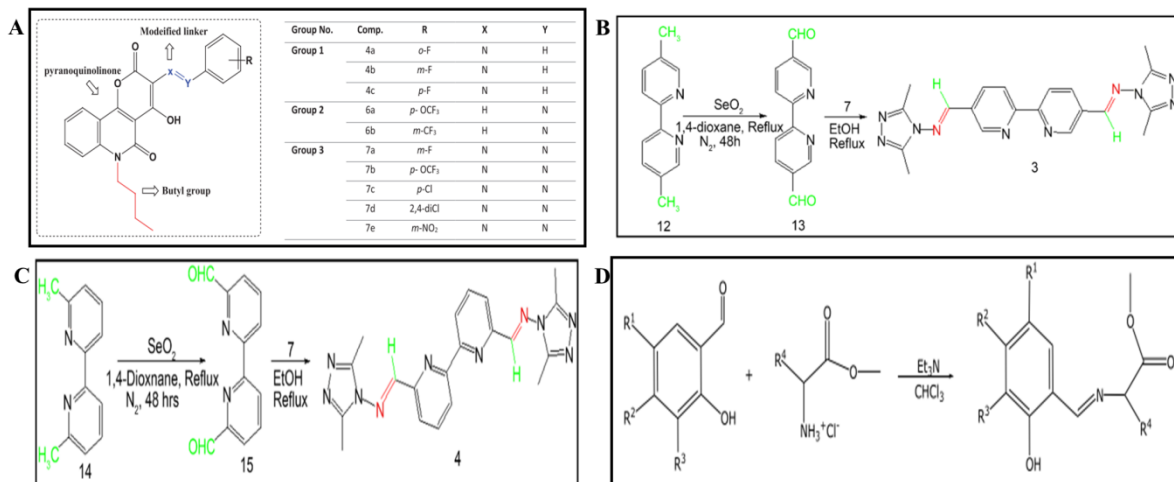 A
Modeified linker
pyranoquinolinone
O
O
X
Y
R
OH
N
O
Butyl group
Group No. Comp. R X Y
Group 1 4a o-F N H
4b m-F N H
4c p-F N H
Group 2 6a p- OCF3 H N
6b m-CF3 H N
Group 3 7a m-F N N
7b p- OCF3 N N
7c p-Cl N N
7d 2,4-diCl N N
7e m-NO2 N N
B
CH3
N
N
CH3
12
SeO2
1,4-dioxane, Reflux
N2, 48h
CHO
N
N
CHO
13
7
EtOH
Reflux
N
N
N
N
H
N
N
H
N
N
N
N
3
C
H3C
N
N
H3C
14
SeO2
1,4-Dioxnane, Reflux
N2, 48 hrs
OHC
N
N
OHC
15
7
EtOH
Reflux
N
N
N
N
H
N
N
H
N
N
N
N
4
D
R1
R2
R3
O
OH
+
R4
O
O
NH3+Cl-
Et3N
CHCl3
R1
R2
R3
OH
N
R4
O
O